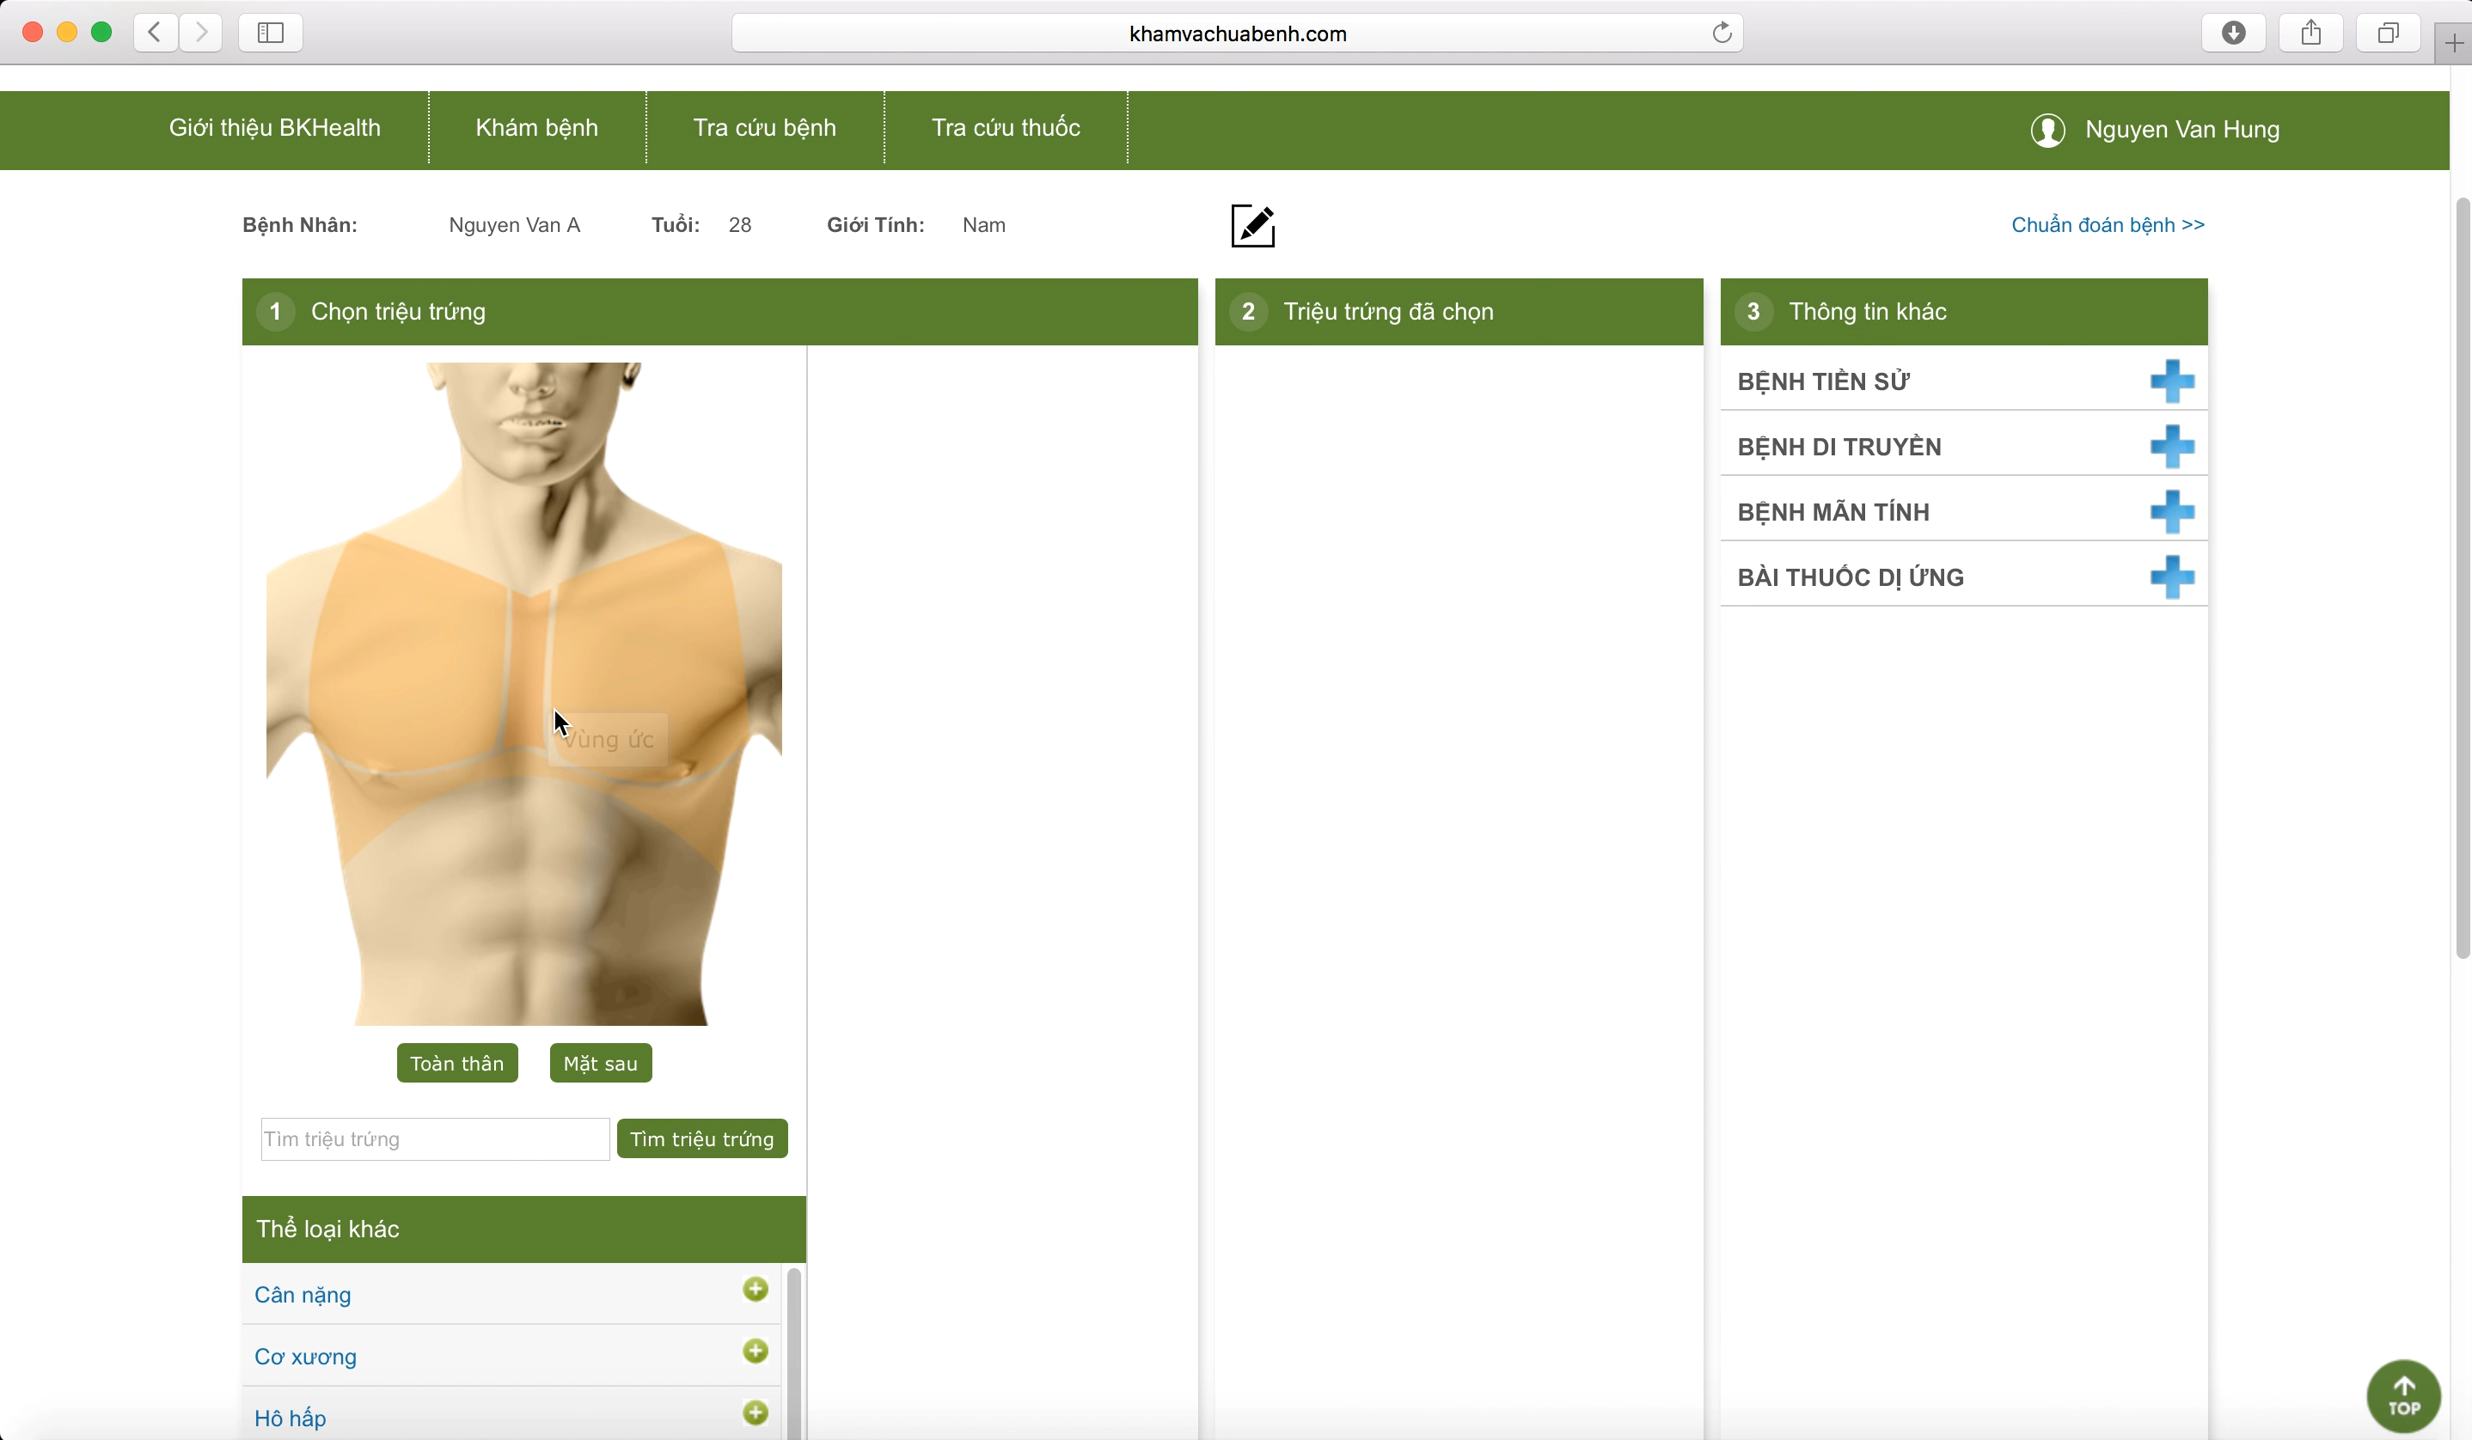 khamvachuabenh.com
Giới thiệu BKHealth
Khám bệnh
Tra cứu bệnh
Tra cứu thuốc
Nguyen Van Hung
Bệnh Nhân: Nguyen Van A Tuổi: 28 Giới Tính: Nam
Chuẩn đoán bệnh >>
1 Chọn triệu trứng
Vùng ức
Toàn thân
Mặt sau
Tìm triệu trứng
Tìm triệu trứng
Thể loại khác
Cân nặng
Cơ xương
Hô hấp
2 Triệu trứng đã chọn
3 Thông tin khác
BỆNH TIỀN SỬ
BỆNH DI TRUYỀN
BỆNH MÃN TÍNH
BÀI THUỐC DỊ ỨNG
TOP